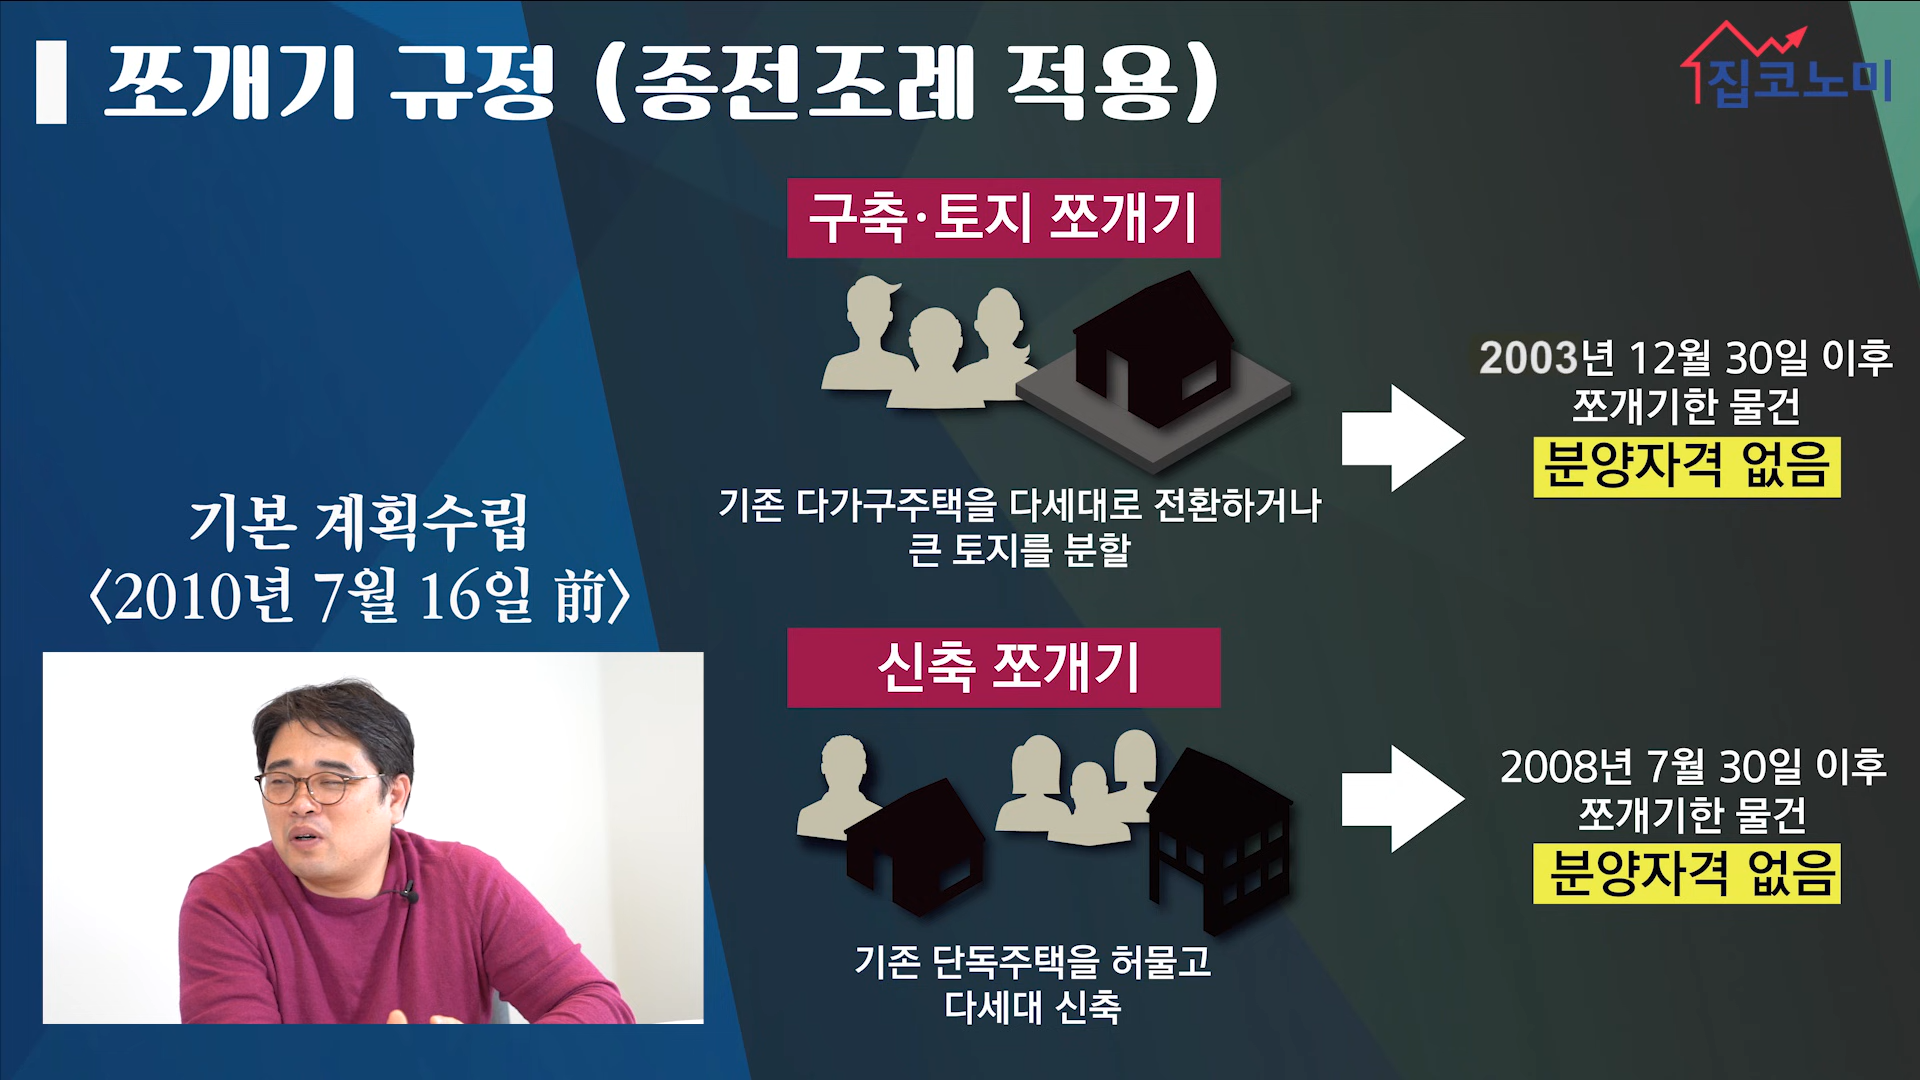 쪼개기 규정 (종전조례 적용)
집코노미
구축·토지 쪼개기
2003년 12월 30일 이후
쪼개기한 물건
분양자격 없음
기존 다가구주택을 다세대로 전환하거나
큰 토지를 분할
기본 계획수립
〈2010년 7월 16일 前〉
신축 쪼개기
2008년 7월 30일 이후
쪼개기한 물건
분양자격 없음
기존 단독주택을 허물고
다세대 신축